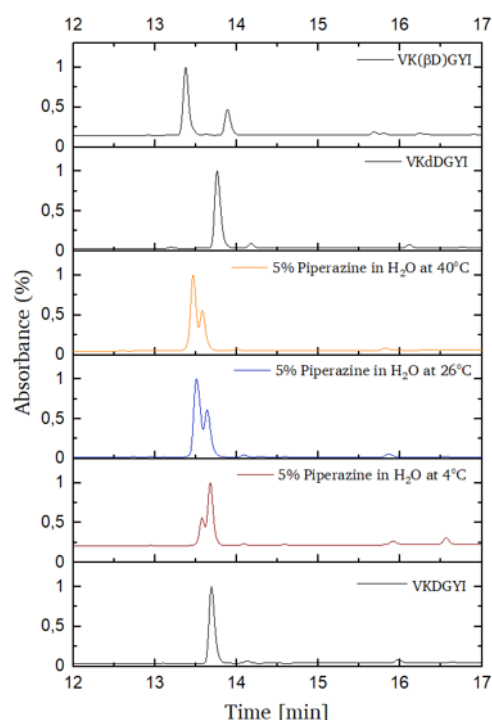 12 13 14 15 16 17
VK(βD)GYI
1
0,5
0
VKdDGYI
1
0,5
0
5% Piperazine in H₂O at 40°C
1
0,5
0
5% Piperazine in H₂O at 26°C
1
0,5
0
5% Piperazine in H₂O at 4°C
1
0,5
0
VKDGYI
1
0,5
0
Absorbance (%)
12 13 14 15 16 17
Time [min]